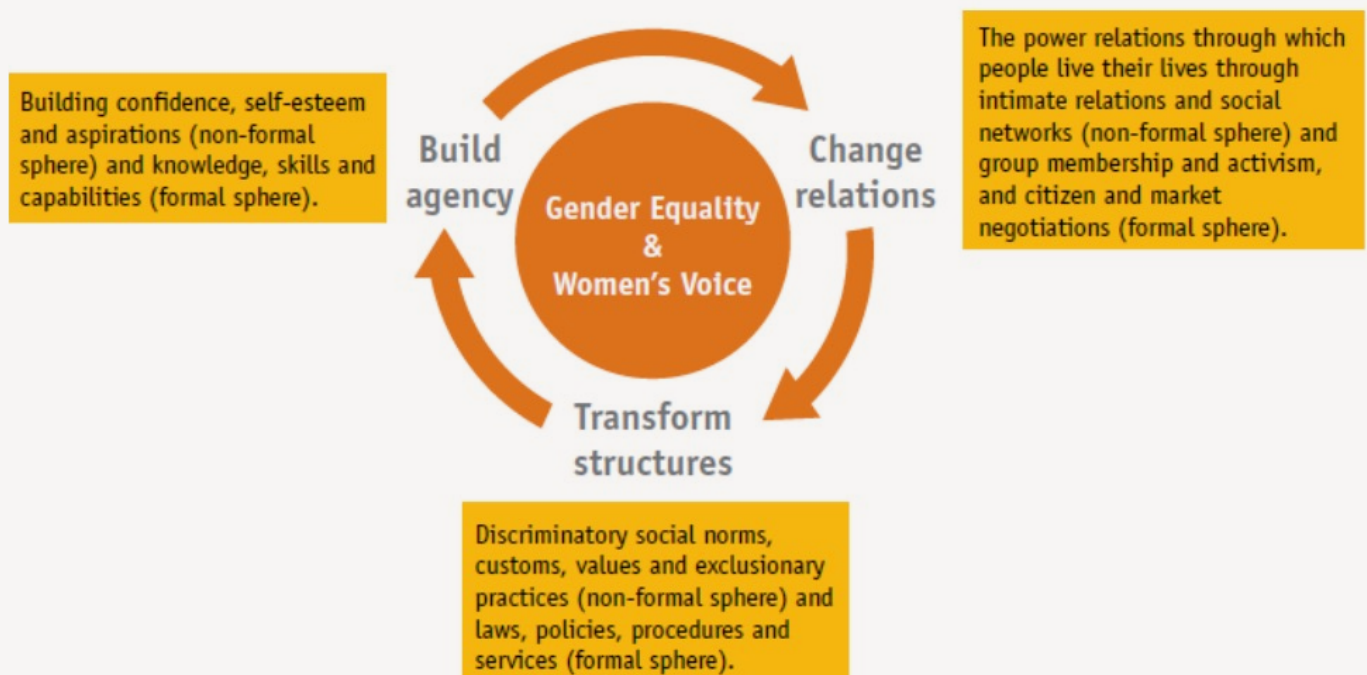 Building confidence, self-esteem
and aspirations (non-formal
sphere) and knowledge, skills and
capabilities (formal sphere).
Build
agency
Gender Equality
&
Women's Voice
Change
relations
The power relations through which
people live their lives through
intimate relations and social
networks (non-formal sphere) and
group membership and activism,
and citizen and market
negotiations (formal sphere).
Transform
structures
Discriminatory social norms,
customs, values and exclusionary
practices (non-formal sphere) and
laws, policies, procedures and
services (formal sphere).